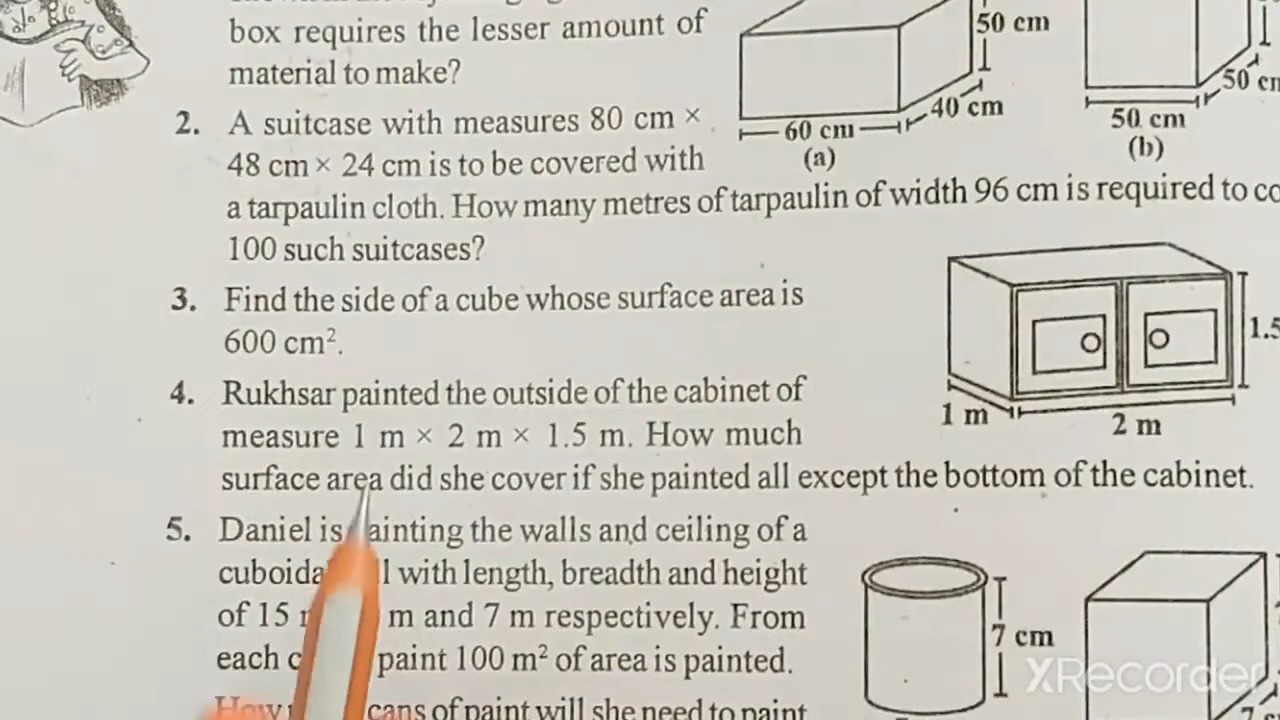 box requires the lesser amount of
material to make?
50 cm
40 cm
60 cm
(a)
50 cm
50 cm
(b)
2. A suitcase with measures 80 cm ×
48 cm × 24 cm is to be covered with
a tarpaulin cloth. How many metres of tarpaulin of width 96 cm is required to
100 such suitcases?
3. Find the side of a cube whose surface area is
600 cm².
1.5
1 m
2 m
4. Rukhsar painted the outside of the cabinet of
measure 1 m × 2 m × 1.5 m. How much
surface area did she cover if she painted all except the bottom of the cabinet.
5. Daniel is painting the walls and ceiling of a
with length, breadth and height
of 15 m and 7 m respectively. From
each paint 100 m² of area is painted.
cans of paint will she need to paint
7 cm
XRecorder